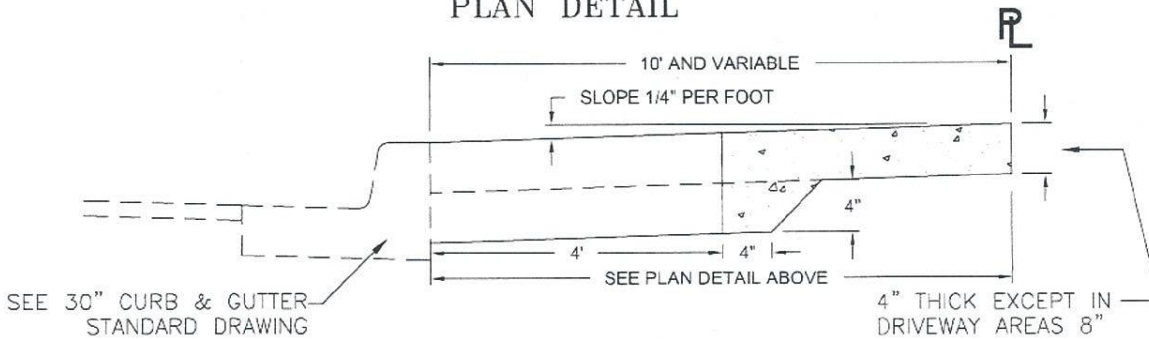 PLAN DETAIL
PL
10' AND VARIABLE
SLOPE 1/4" PER FOOT
4"
4'
4"
SEE PLAN DETAIL ABOVE
SEE 30" CURB & GUTTER
STANDARD DRAWING
4" THICK EXCEPT IN
DRIVEWAY AREAS 8"